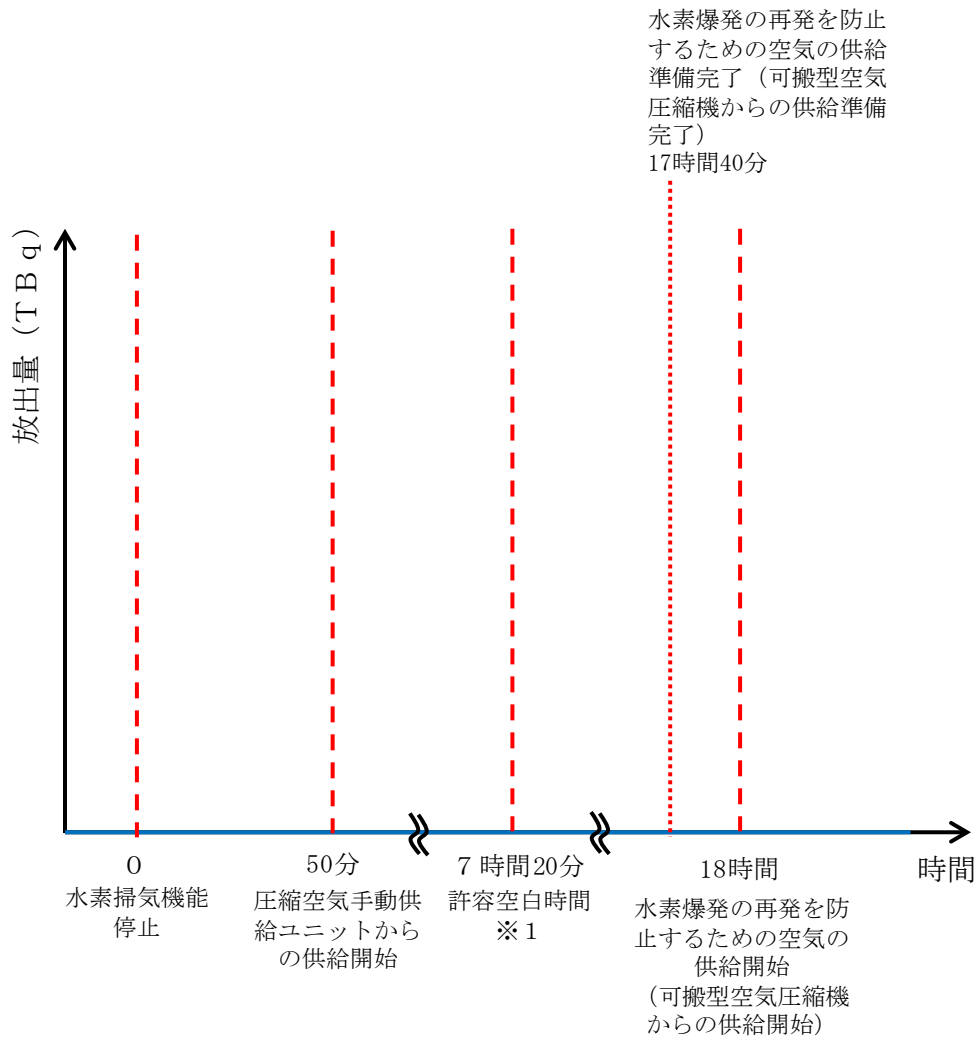 水素爆発の再発を防止
するための空気の供給
準備完了（可搬型空気
圧縮機からの供給準備
完了）
17時間40分
放出量（ＴＢｑ）
0
水素掃気機能
停止
50分
圧縮空気手動供
給ユニットから
の供給開始
７時間20分
許容空白時間
※１
18時間
水素爆発の再発を防
止するための空気の
供給開始
（可搬型空気圧縮機
からの供給開始）
時間